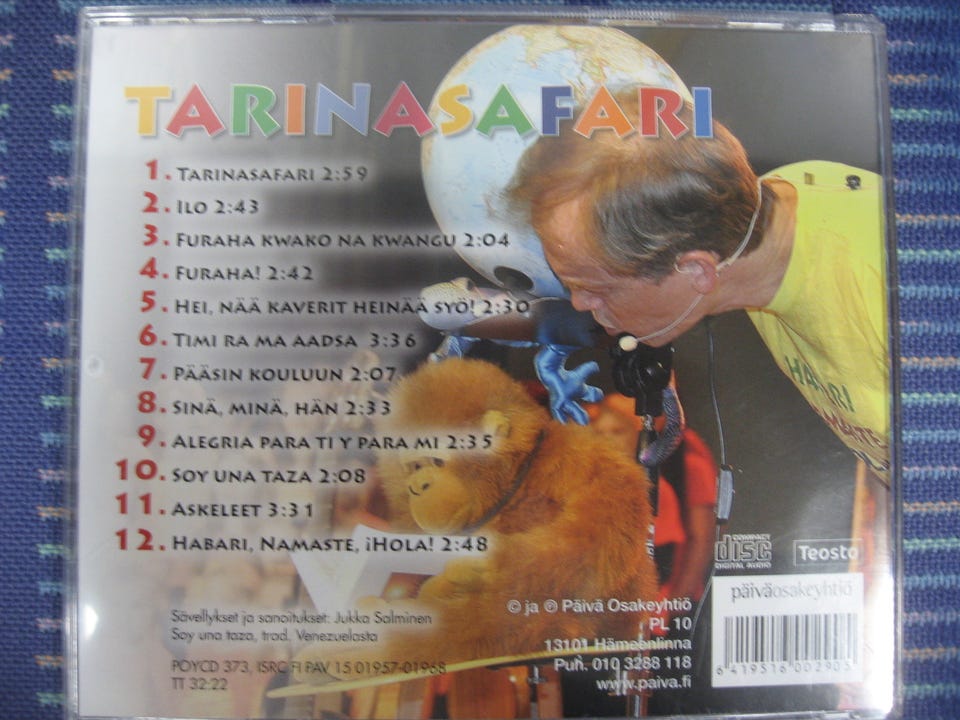 TARINASAFARI
1. TARINASAFARI 2:59
2. ILO 2:43
3. FURAHA KWAKO NA KWANGU 2:04
4. FURAHA! 2:42
5. HEI, NÄÄ KAVERIT HEINÄÄ SYÖ! 2:30
6. TIMI RA MA AADSA 3:36
7. PÄÄSIN KOULUUN 2:07
8. SINÄ, MINÄ, HÄN 2:33
9. ALEGRIA PARA TI Y PARA MI 2:35
10. SOY UNA TAZA 2:08
11. ASKELEET 3:31
12. HABARI, NAMASTE, ¡HOLA! 2:48
Sävellykset ja sanoitukset: Jukka Salminen
Soy una taza, trad. Venezuelasta
POYCD 373, ISRC FI PAV 15 01957-01968
TT 32:22
© ja ℗ Päivä Osakeyhtiö
PL 10
13101 Hämeenlinna
Puh. 010 3288 118
www.paiva.fi
COMPACT
disc
DIGITAL AUDIO
Teosto
päiväosakeyhtiö
6 419516 002905